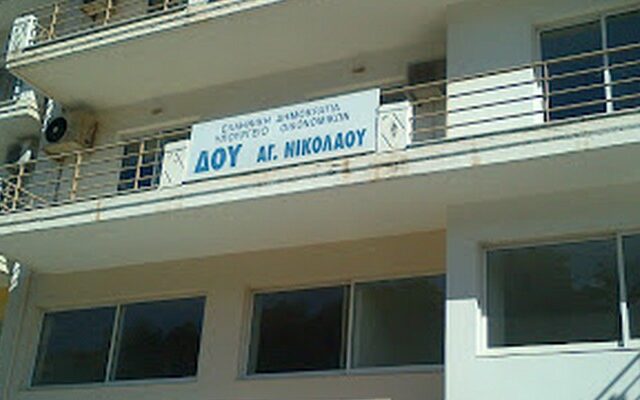 ΕΛΛΗΝΙΚΗ ΔΗΜΟΚΡΑΤΙΑ
ΥΠΟΥΡΓΕΙΟ ΟΙΚΟΝΟΜΙΚΩΝ
ΔΟΥ ΑΓ. ΝΙΚΟΛΑΟΥ